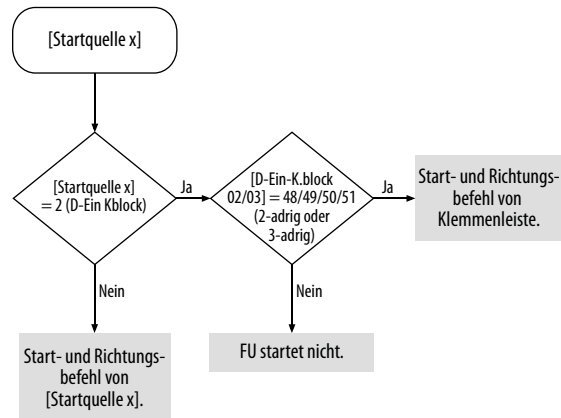 [Startquelle x]
[Startquelle x]
= 2 (D-Ein Kblock)
Ja
[D-Ein-K.block
02/03] = 48/49/50/51
(2-adrig oder
3-adrig)
Ja
Start- und Richtungs-
befehl von
Klemmenleiste.
Nein
Nein
Start- und Richtungs-
befehl von
[Startquelle x].
FU startet nicht.